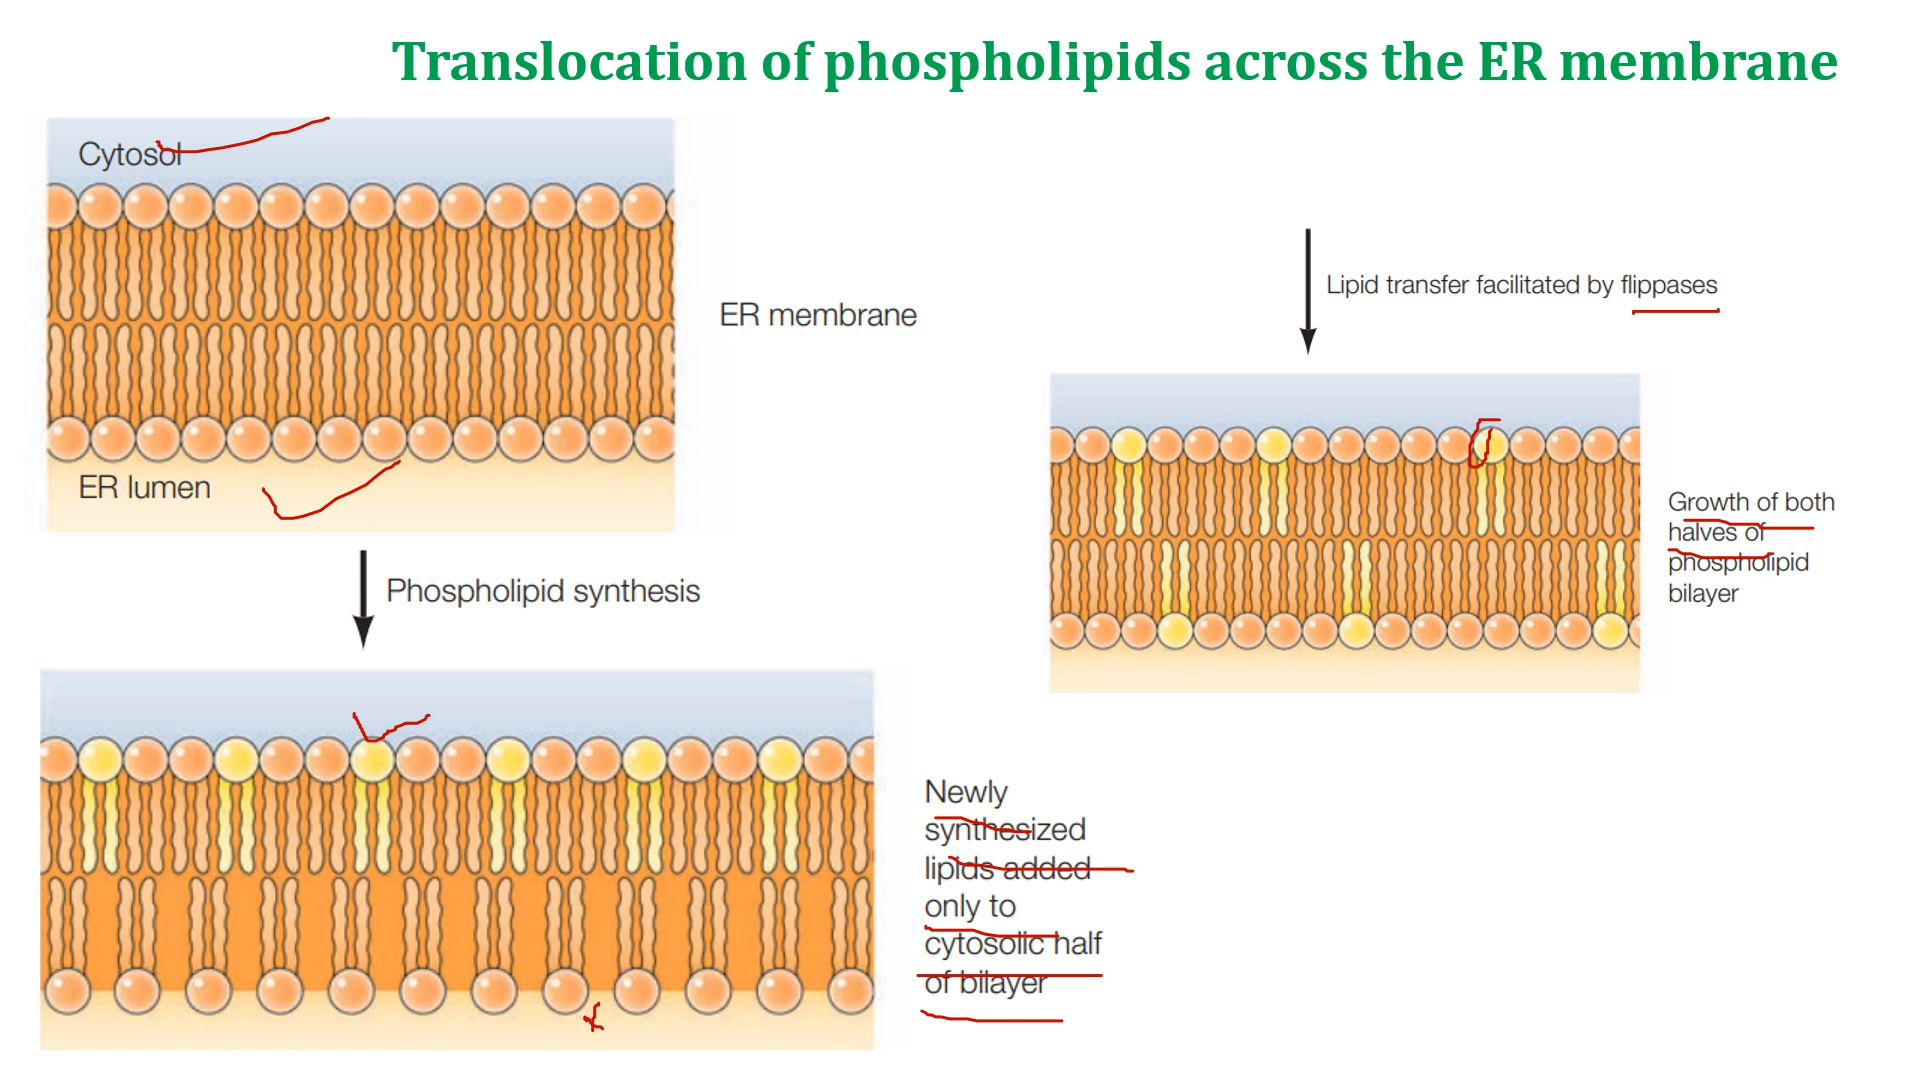 Translocation of phospholipids across the ER membrane
Cytosol
ER membrane
ER lumen
Phospholipid synthesis
Newly
synthesized
lipids added
only to
cytosolic half
of bilayer
Lipid transfer facilitated by flippases
Growth of both
halves of
phospholipid
bilayer